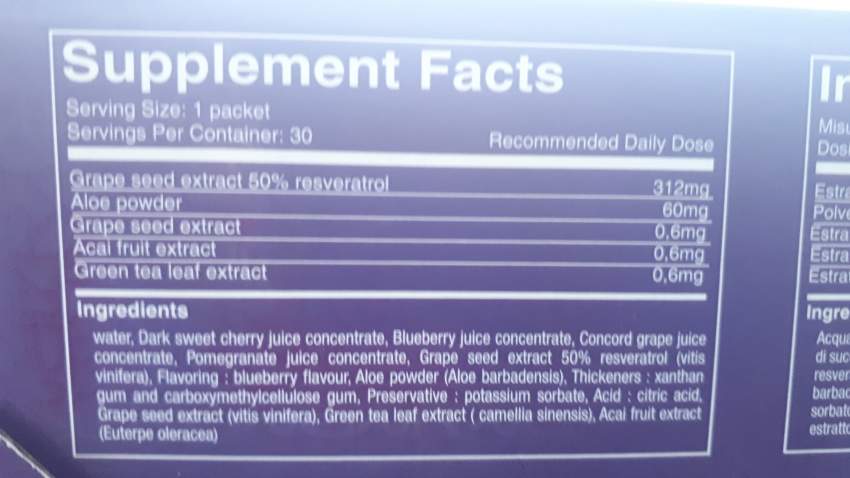 Supplement Facts
Serving Size: 1 packet
Servings Per Container: 30
Recommended Daily Dose
Grape seed extract 50% resveratrol 312mg
Aloe powder 60mg
Grape seed extract 0,6mg
Acai fruit extract 0,6mg
Green tea leaf extract 0,6mg
Ingredients
water, Dark sweet cherry juice concentrate, Blueberry juice concentrate, Concord grape juice
concentrate, Pomegranate juice concentrate, Grape seed extract 50% resveratrol (vitis
vinifera), Flavoring : blueberry flavour, Aloe powder (Aloe barbadensis), Thickeners : xanthan
gum and carboxymethylcellulose gum, Preservative : potassium sorbate, Acid : citric acid,
Grape seed extract (vitis vinifera), Green tea leaf extract ( camellia sinensis), Acai fruit extract
(Euterpe oleracea)
In
Misu
Dosi
Estra
Polve
Estra
Estra
Estrat
Ingre
Acqua
di suc
resver
barbad
sorbato
estratto